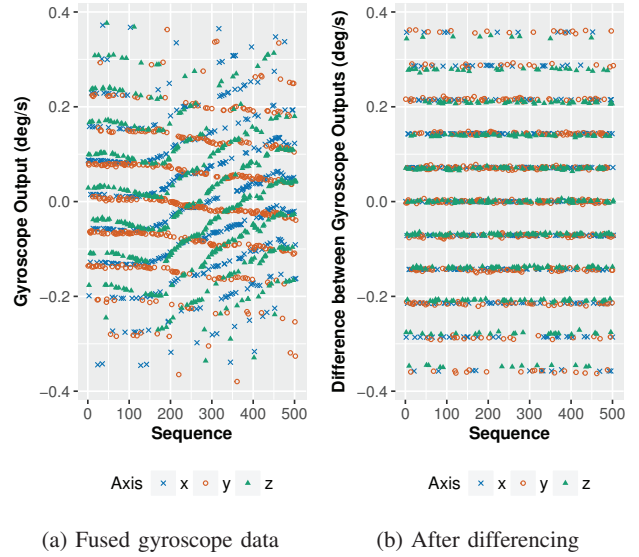 Gyroscope Output (deg/s)
0.4
0.2
0.0
−0.2
−0.4
0 100 200 300 400 500
Sequence
Axis x y z
(a) Fused gyroscope data
Difference between Gyroscope Outputs (deg/s)
0.4
0.2
0.0
−0.2
−0.4
0 100 200 300 400 500
Sequence
Axis x y z
(b) After differencing